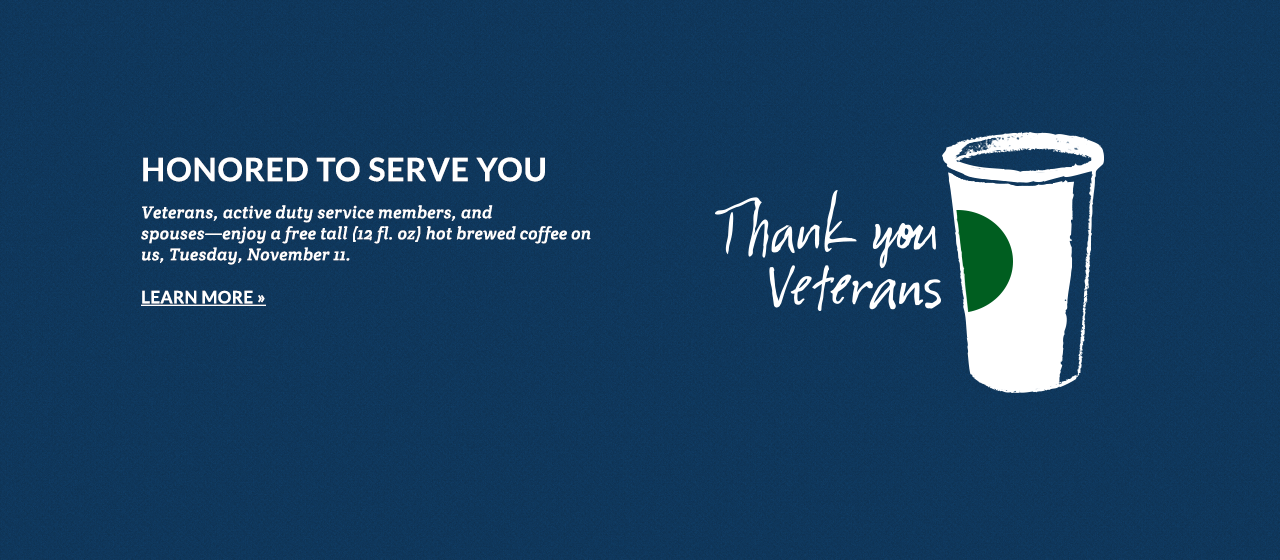 HONORED TO SERVE YOU
Veterans, active duty service members, and
spouses—enjoy a free tall (12 fl. oz) hot brewed coffee on
us, Tuesday, November 11.
LEARN MORE »
Thank you
Veterans